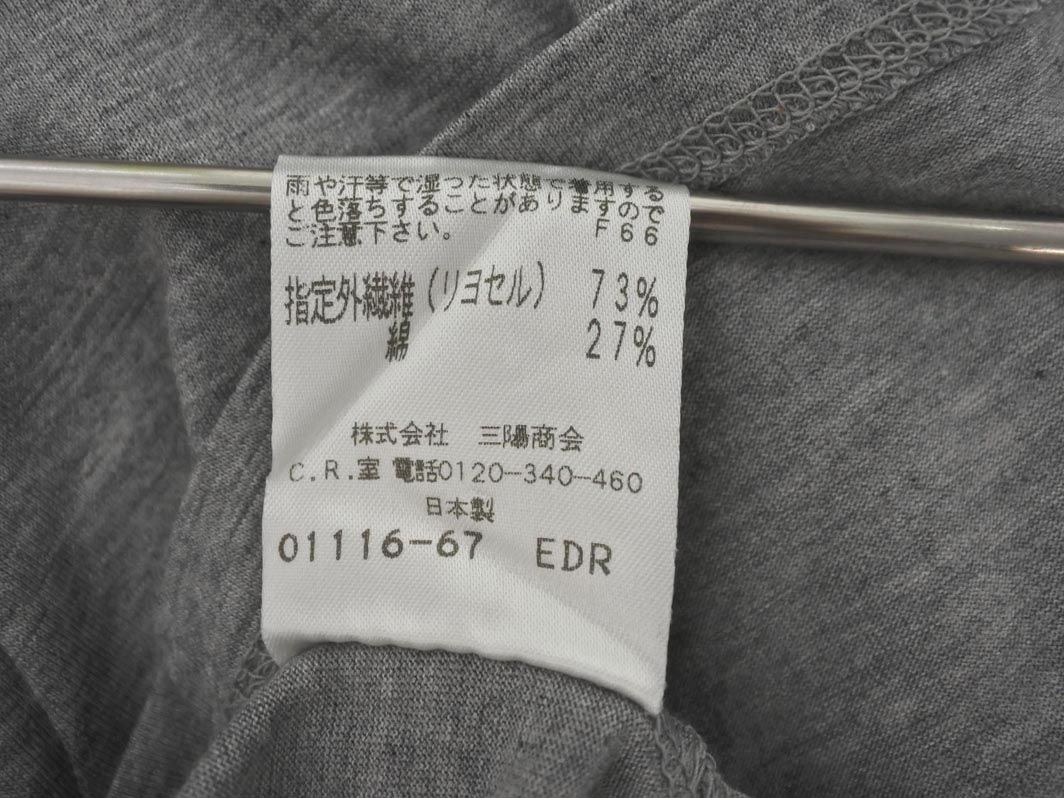 雨や汗等で湿った状態で着用する
と色落ちすることがありますので
ご注意下さい。 F66
指定外繊維(リヨセル) 73%
綿 27%
株式会社 三陽商会
C.R.室 電話0120-340-460
日本製
01116-67 EDR